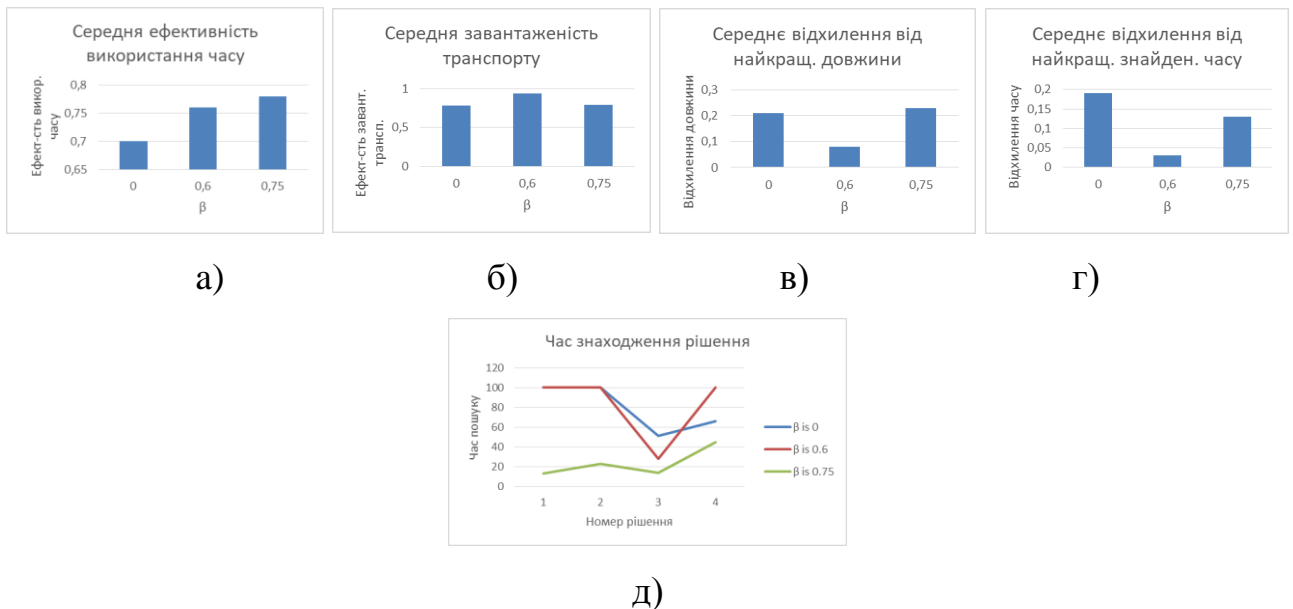 Середня ефективність
використання часу
Ефект-сть викор.
часу
0,8
0,75
0,7
0,65
0
0,6
0,75
β
Середня завантаженість
транспорту
Ефект-сть завант.
трансп.
1
0,5
0
0
0,6
0,75
β
Середнє відхилення від
найкращ. довжини
Відхилення довжини
0,3
0,2
0,1
0
0
0,6
0,75
β
Середнє відхилення від
найкращ. знайден. часу
Відхилення часу
0,2
0,15
0,1
0,05
0
0
0,6
0,75
β
а)
б)
в)
г)
Час знаходження рішення
Час пошуку
120
100
80
60
40
20
0
1
2
3
4
Номер рішення
β is 0
β is 0.6
β is 0.75
д)